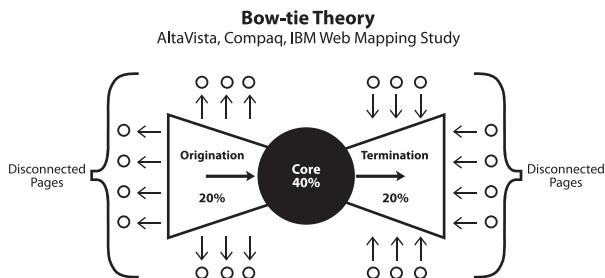 Bow-tie Theory
AltaVista, Compaq, IBM Web Mapping Study
Disconnected
Pages
Origination
20%
Core
40%
Termination
20%
Disconnected
Pages